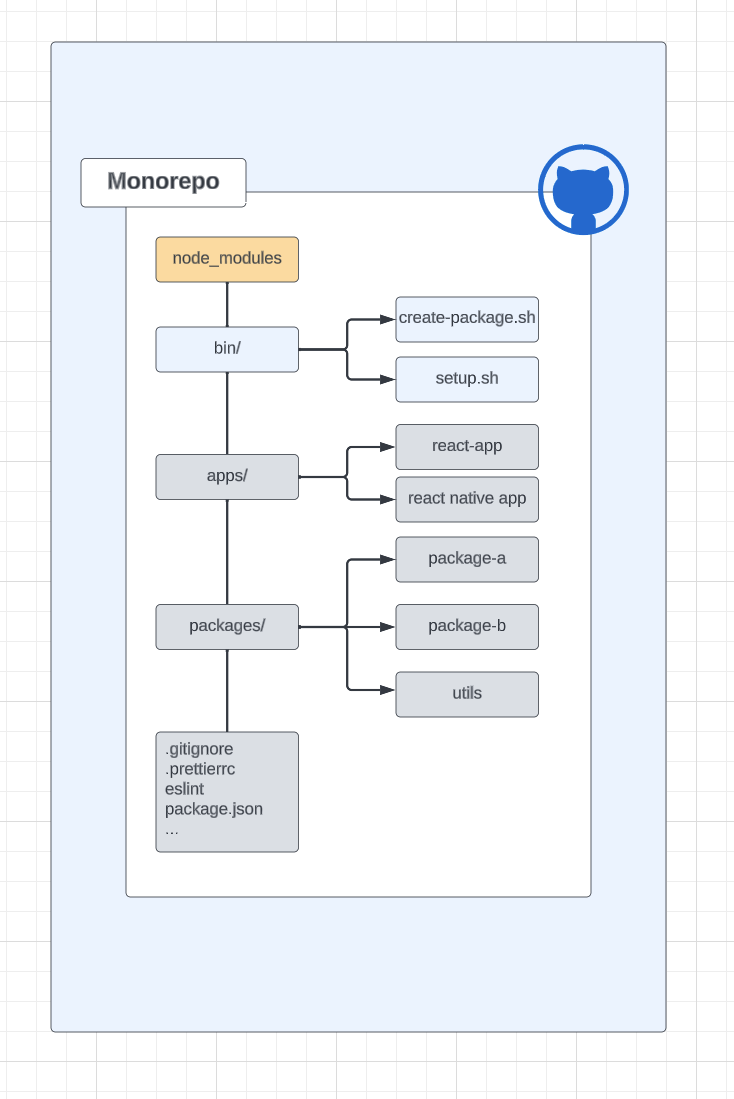 Monorepo
node_modules
bin/
create-package.sh
setup.sh
apps/
react-app
react native app
packages/
package-a
package-b
utils
.gitignore
.prettierrc
eslint
package.json
...